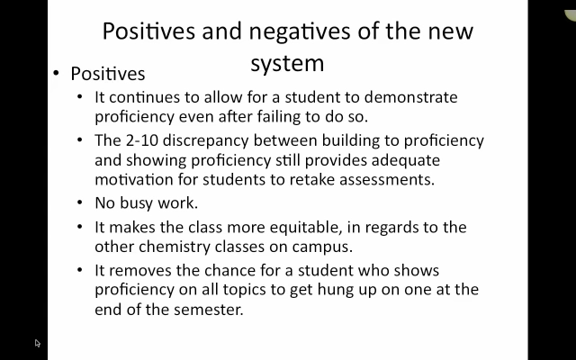 Positives and negatives of the new
system
• Positives
• It continues to allow for a student to demonstrate
proficiency even after failing to do so.
• The 2-10 discrepancy between building to proficiency
and showing proficiency still provides adequate
motivation for students to retake assessments.
• No busy work.
• It makes the class more equitable, in regards to the
other chemistry classes on campus.
• It removes the chance for a student who shows
proficiency on all topics to get hung up on one at the
end of the semester.